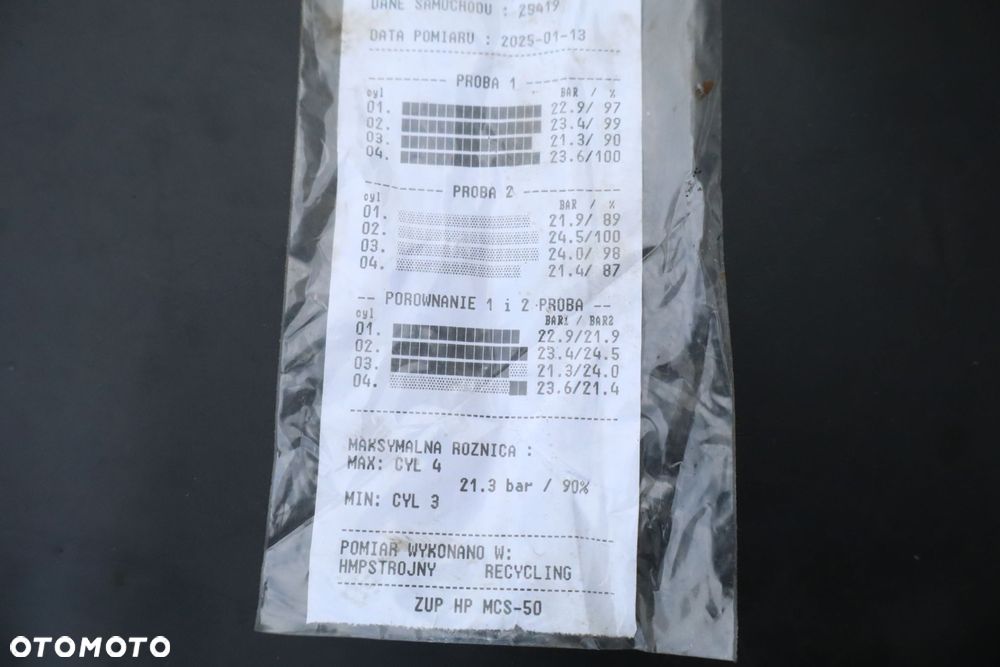 DANE SAMOCHODU : 29419
DATA POMIARU : 2025-01-13
PROBA 1
cyl BAR / %
01. 22.9/ 97
02. 23.4/ 99
03. 21.3/ 90
04. 23.6/100
PROBA 2
cyl BAR / %
01. 21.9/ 89
02. 24.5/100
03. 24.0/ 98
04. 21.4/ 87
-- POROWNANIE 1 i 2 PROBA --
cyl BAR1 / BAR2
01. 22.9/21.9
02. 23.4/24.5
03. 21.3/24.0
04. 23.6/21.4
MAKSYMALNA ROZNICA :
MAX: CYL 4
21.3 bar / 90%
MIN: CYL 3
POMIAR WYKONANO W:
HMPSTROJNY RECYCLING
ZUP HP MCS-50
OTOMOTO